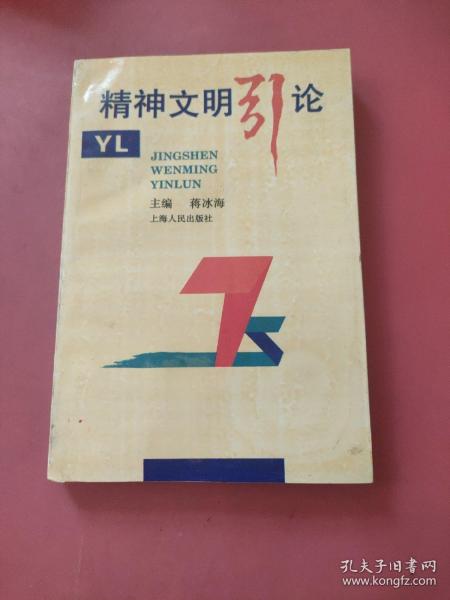 精神文明引论
YL
JINGSHEN
WENMING
YINLUN
主编 蒋冰海
上海人民出版社
孔夫子旧书网
www.kongfz.com